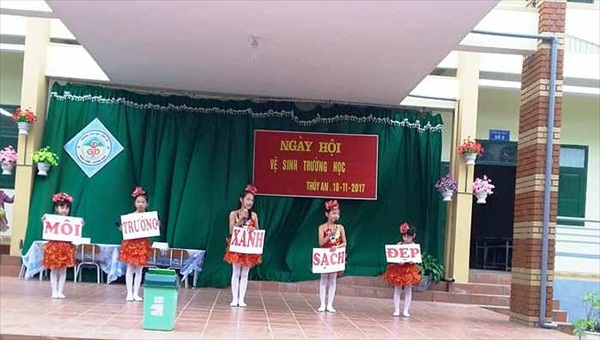 NGÀY HỘI
VỆ SINH TRƯỜNG HỌC
THỦY AN, 18-11-2017
MÔI
TRƯỜNG
XANH
SẠCH
ĐẸP